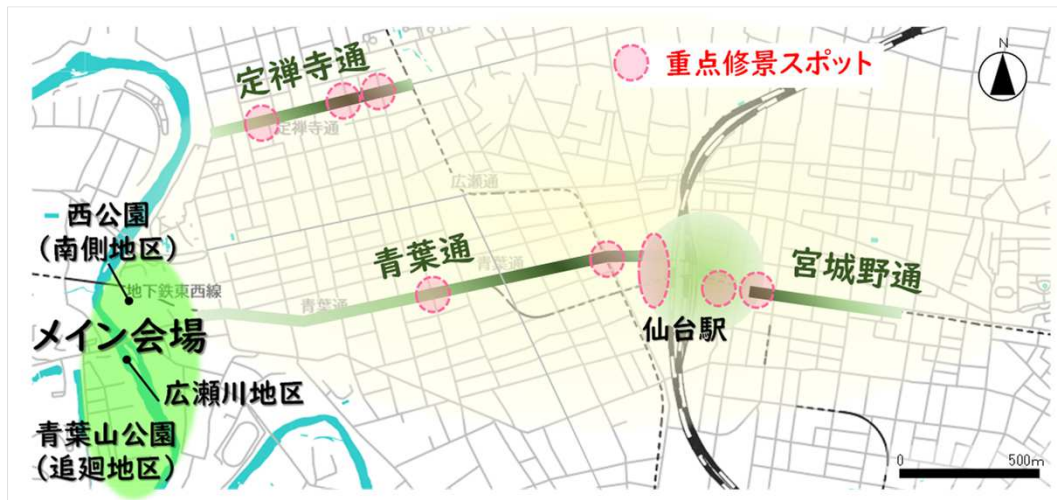 定禅寺通
重点修景スポット
N
定禅寺通
広瀬通
西公園
(南側地区)
青葉通
青葉通
宮城野通
地下鉄東西線
青葉通
メイン会場
仙台駅
広瀬川地区
青葉山公園
(追廻地区)
0 500m